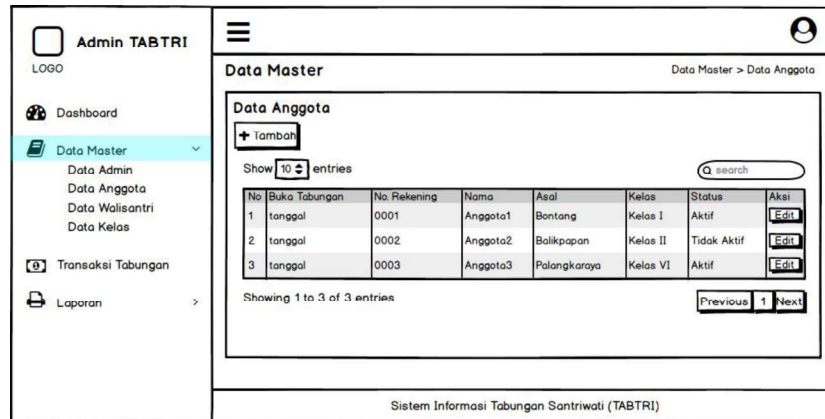 Admin TABTRI
LOGO
Dashboard
Data Master
Data Admin
Data Anggota
Data Walisantri
Data Kelas
Transaksi Tabungan
Laporan
Data Master
Data Master > Data Anggota
Data Anggota
+ Tambah
Show 10 entries
search
No Buka Tabungan No. Rekening Nama Asal Kelas Status Aksi
1 tanggal 0001 Anggota1 Bontang Kelas I Aktif Edit
2 tanggal 0002 Anggota2 Balikpapan Kelas II Tidak Aktif Edit
3 tanggal 0003 Anggota3 Palangkaraya Kelas VI Aktif Edit
Showing 1 to 3 of 3 entries
Previous 1 Next
Sistem Informasi Tabungan Santriwati (TABTRI)